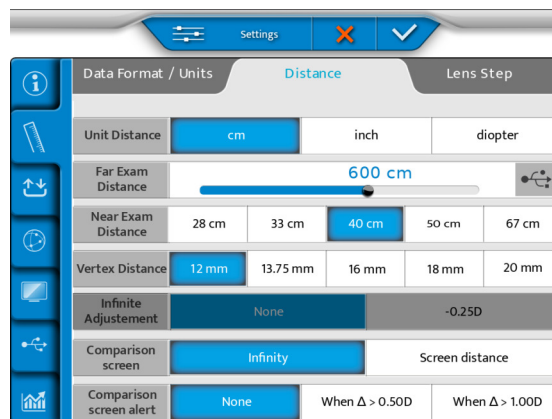 Settings
Data Format / Units Distance Lens Step
Unit Distance cm inch diopter
Far Exam
Distance
600 cm
Near Exam
Distance
28 cm 33 cm 40 cm 50 cm 67 cm
Vertex Distance 12 mm 13.75 mm 16 mm 18 mm 20 mm
Infinite
Adjustement
None -0.25D
Comparison
screen
Infinity Screen distance
Comparison
screen alert
None When Δ > 0.50D When Δ > 1.00D